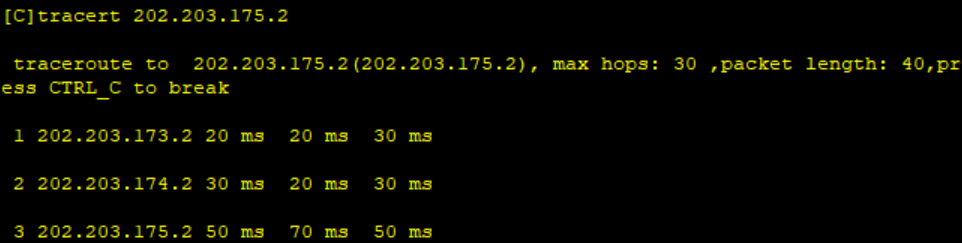 [C]tracert 202.203.175.2
traceroute to  202.203.175.2(202.203.175.2), max hops: 30 ,packet length: 40,pr
ess CTRL_C to break
1 202.203.173.2 20 ms  20 ms  30 ms
2 202.203.174.2 30 ms  20 ms  30 ms
3 202.203.175.2 50 ms  70 ms  50 ms